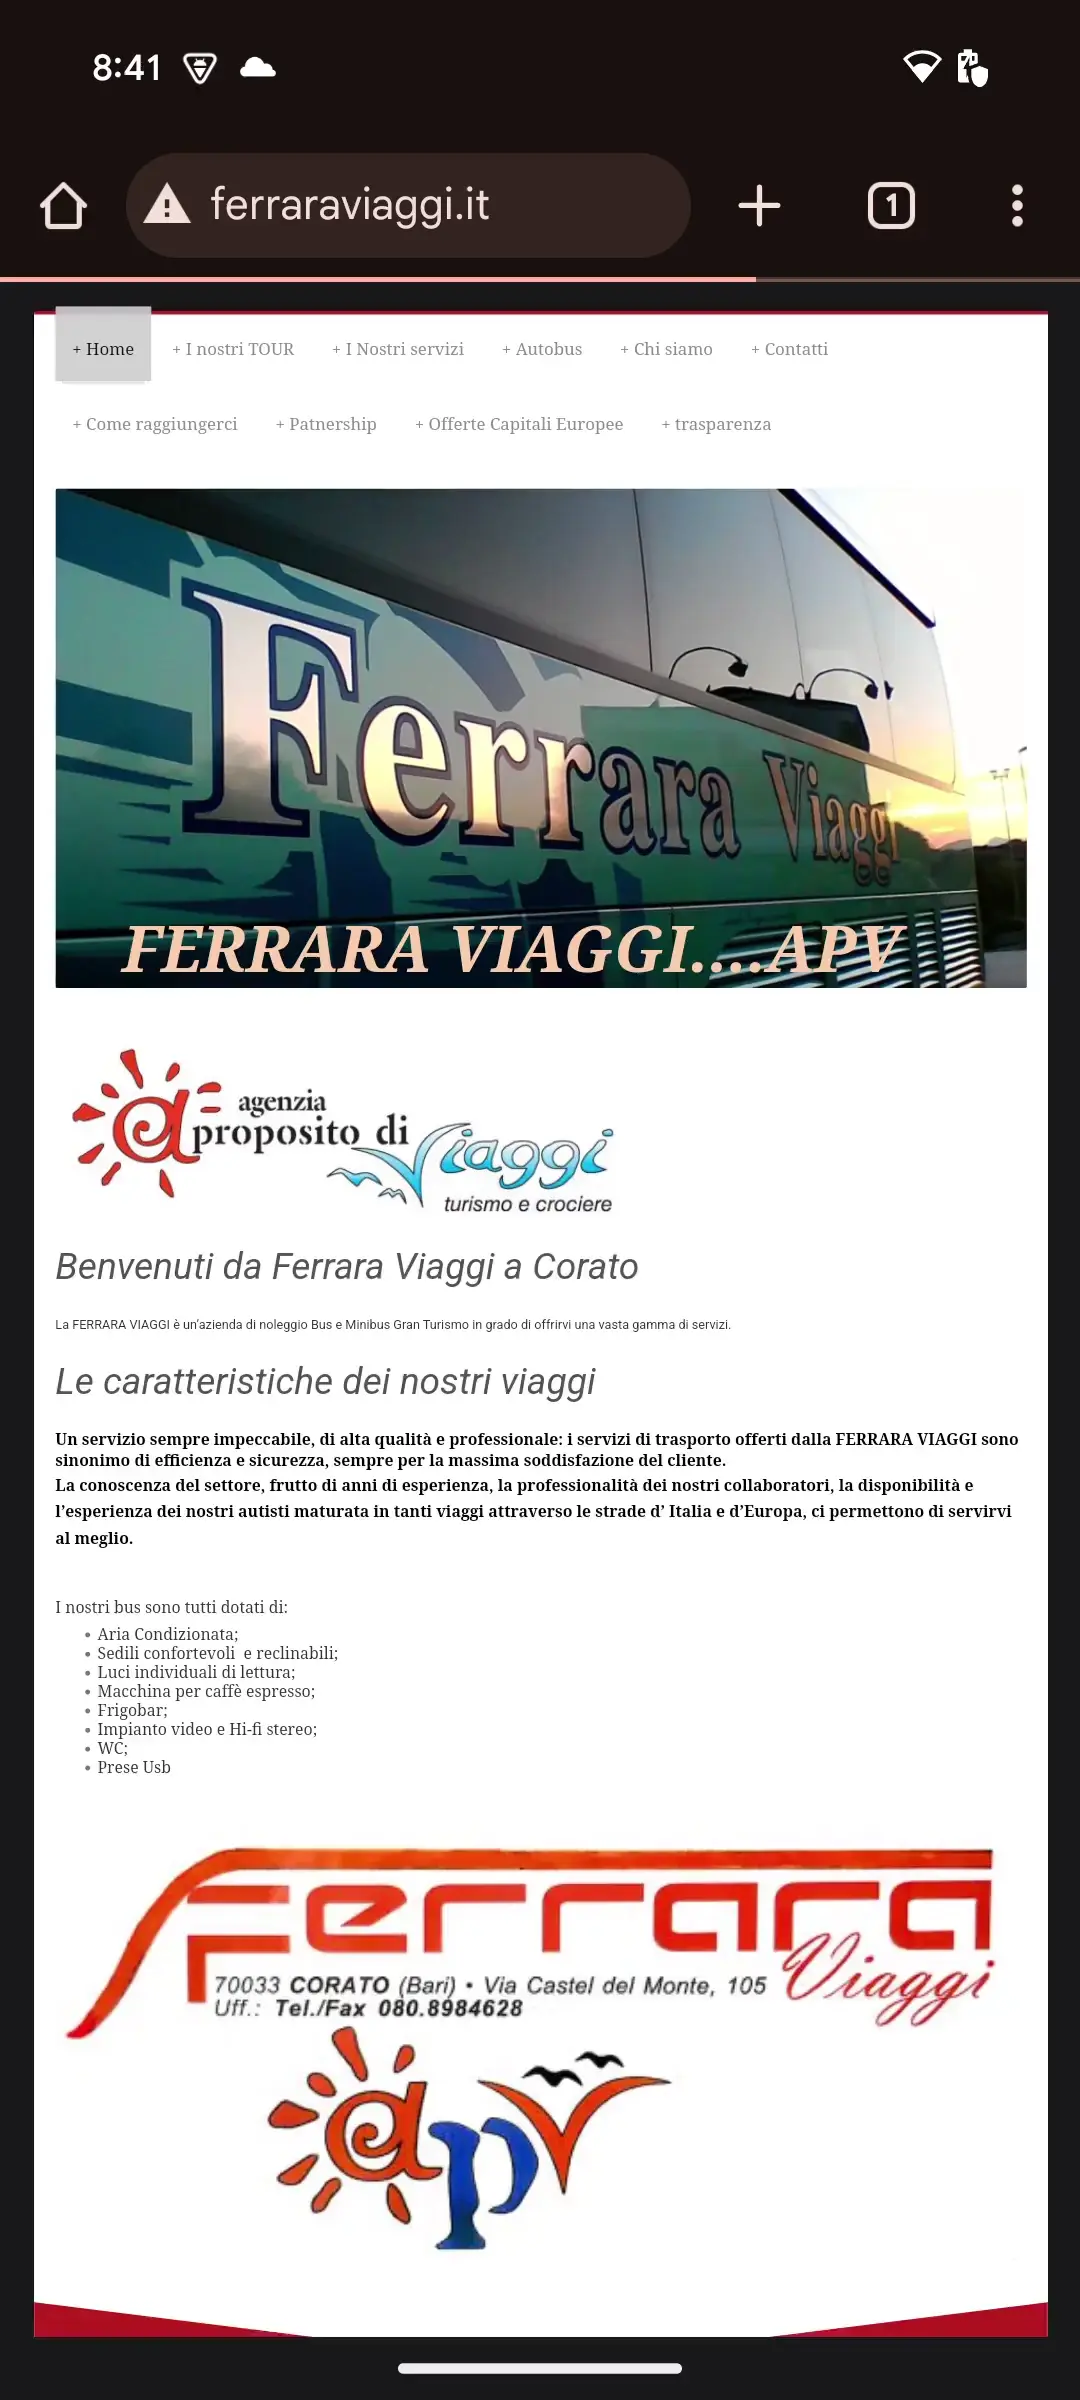 8:41
ferraraviaggi.it
1
+ Home + I nostri TOUR + I Nostri servizi + Autobus + Chi siamo + Contatti
+ Come raggiungerci + Patnership + Offerte Capitali Europee + trasparenza
Ferrara Viaggi
FERRARA VIAGGI....APV
agenzia
a proposito di Viaggi
turismo e crociere
Benvenuti da Ferrara Viaggi a Corato
La FERRARA VIAGGI è un'azienda di noleggio Bus e Minibus Gran Turismo in grado di offrirvi una vasta gamma di servizi.
Le caratteristiche dei nostri viaggi
Un servizio sempre impeccabile, di alta qualità e professionale: i servizi di trasporto offerti dalla FERRARA VIAGGI sono
sinonimo di efficienza e sicurezza, sempre per la massima soddisfazione del cliente.
La conoscenza del settore, frutto di anni di esperienza, la professionalità dei nostri collaboratori, la disponibilità e
l'esperienza dei nostri autisti maturata in tanti viaggi attraverso le strade d' Italia e d'Europa, ci permettono di servirvi
al meglio.
I nostri bus sono tutti dotati di:
• Aria Condizionata;
• Sedili confortevoli  e reclinabili;
• Luci individuali di lettura;
• Macchina per caffè espresso;
• Frigobar;
• Impianto video e Hi-fi stereo;
• WC;
• Prese Usb
Ferrara
Viaggi
70033 CORATO (Bari) • Via Castel del Monte, 105
Uff.: Tel./Fax 080.8984628
apv